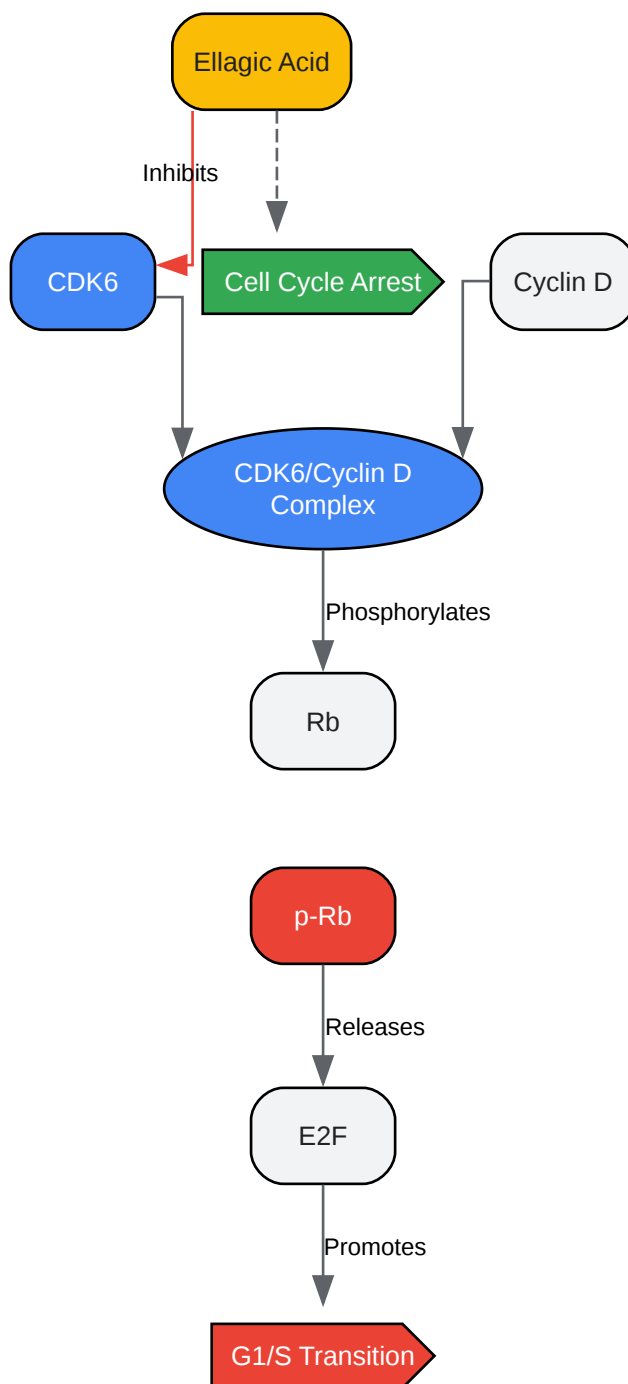 Ellagic Acid
Inhibits
CDK6
Cell Cycle Arrest
Cyclin D
CDK6/Cyclin D
Complex
Phosphorylates
Rb
p-Rb
Releases
E2F
Promotes
G1/S Transition